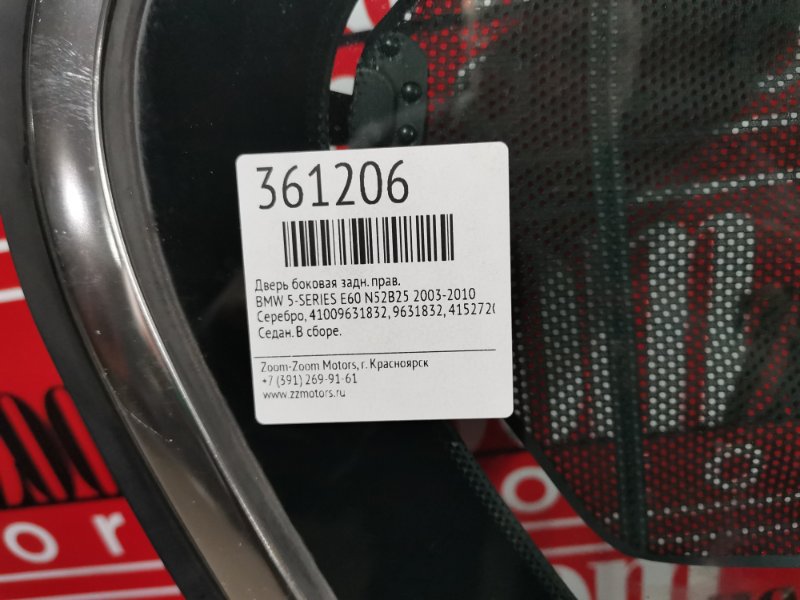 361206
Дверь боковая задн. прав.
BMW 5-SERIES E60 N52B25 2003-2010
Серебро, 41009631832, 9631832, 4152720
Седан. В сборе.
Zoom-Zoom Motors, г. Красноярск
+7 (391) 269-91-61
www.zzmotors.ru